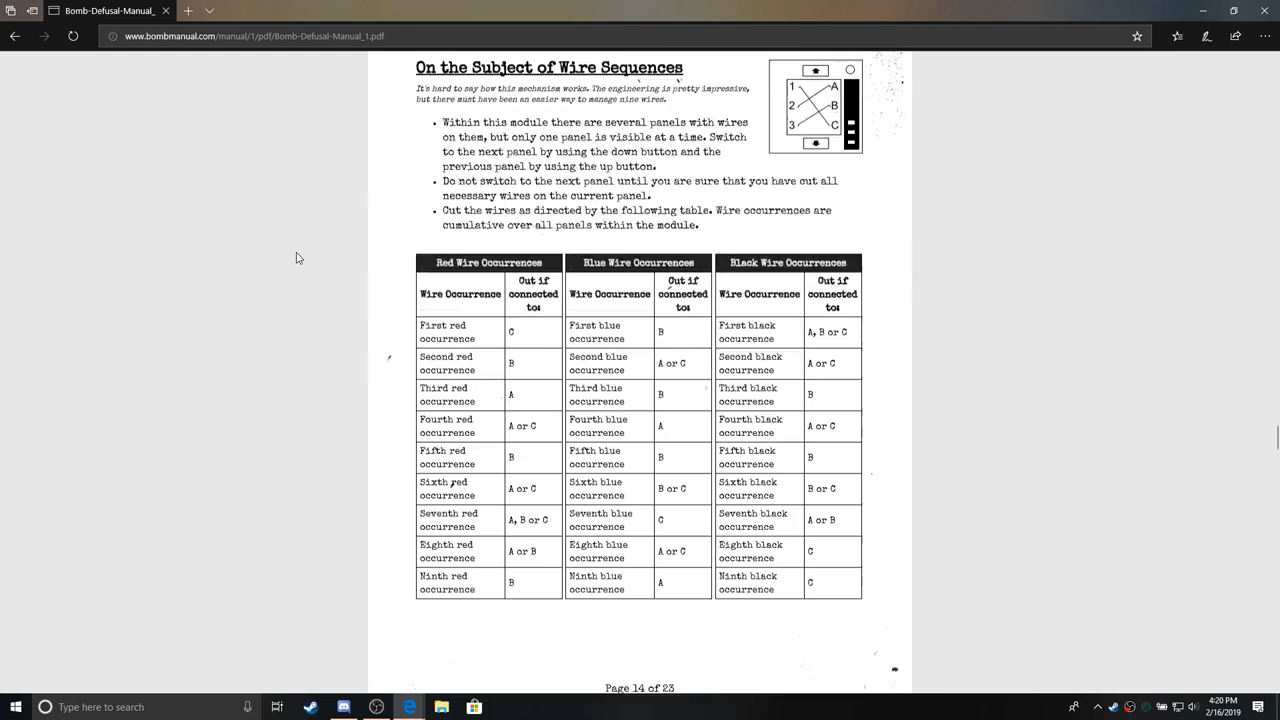 Bomb-Defusal-Manual_
www.bombmanual.com/manual/1/pdf/Bomb-Defusal-Manual_1.pdf
On the Subject of Wire Sequences
It's hard to say how this mechanism works. The engineering is pretty impressive,
but there must have been an easier way to manage nine wires.
1 A
2 B
3 C
• Within this module there are several panels with wires
on them, but only one panel is visible at a time. Switch
to the next panel by using the down button and the
previous panel by using the up button.
• Do not switch to the next panel until you are sure that you have cut all
necessary wires on the current panel.
• Cut the wires as directed by the following table. Wire occurrences are
cumulative over all panels within the module.
Red Wire Occurrences
Wire Occurrence
Cut if
connected
to:
First red
occurrence
C
Second red
occurrence
B
Third red
occurrence
A
Fourth red
occurrence
A or C
Fifth red
occurrence
B
Sixth red
occurrence
A or C
Seventh red
occurrence
A, B or C
Eighth red
occurrence
A or B
Ninth red
occurrence
B
Blue Wire Occurrences
Wire Occurrence
Cut if
connected
to:
First blue
occurrence
B
Second blue
occurrence
A or C
Third blue
occurrence
B
Fourth blue
occurrence
A
Fifth blue
occurrence
B
Sixth blue
occurrence
B or C
Seventh blue
occurrence
C
Eighth blue
occurrence
A or C
Ninth blue
occurrence
A
Black Wire Occurrences
Wire Occurrence
Cut if
connected
to:
First black
occurrence
A, B or C
Second black
occurrence
A or C
Third black
occurrence
B
Fourth black
occurrence
A or C
Fifth black
occurrence
B
Sixth black
occurrence
B or C
Seventh black
occurrence
A or B
Eighth black
occurrence
C
Ninth black
occurrence
C
Page 14 of 23
Type here to search
4:20 PM
2/16/2019